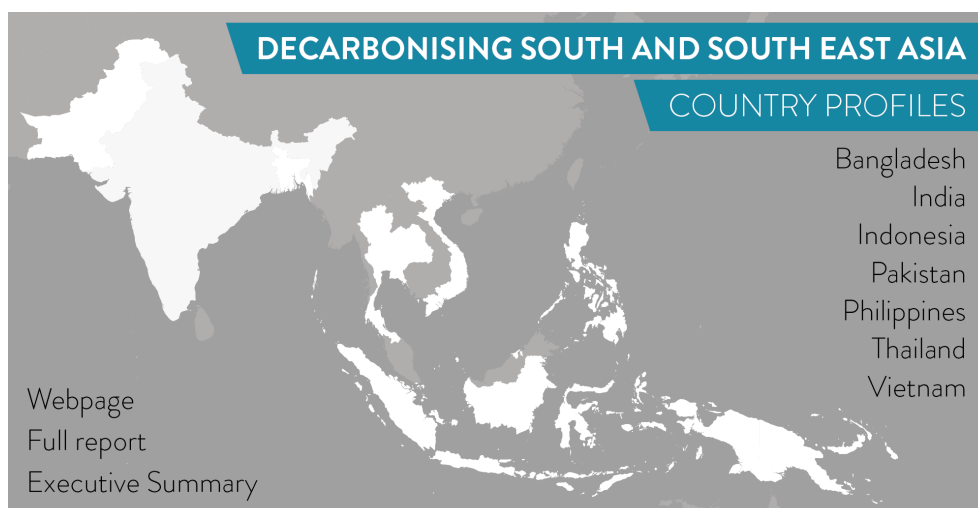 DECARBONISING SOUTH AND SOUTH EAST ASIA
COUNTRY PROFILES
Bangladesh
India
Indonesia
Pakistan
Philippines
Thailand
Vietnam
Webpage
Full report
Executive Summary